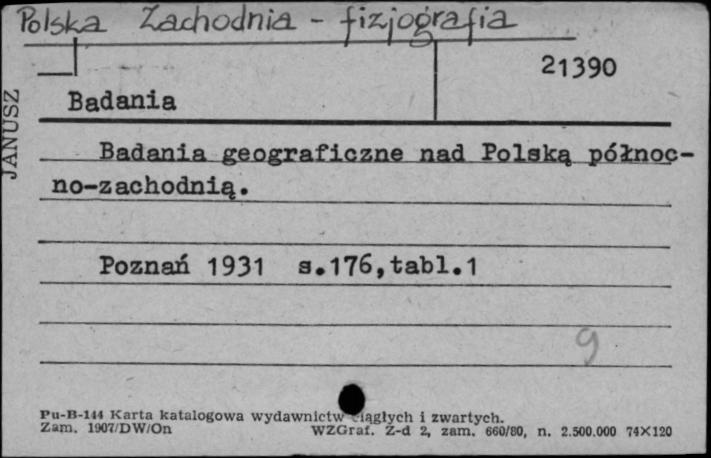 Polska Zachodnia - fizjografia
21390
JANUSZ
Badania
Badania geograficzne nad Polską północ-
no-zachodnią.
Poznań 1931 s.176,tabl.1
9
Pu-B-144 Karta katalogowa wydawnictw ciągłych i zwartych.
Zam. 1907/DW/On WZGraf. Z-d 2, zam. 660/80, n. 2.500.000 74×120